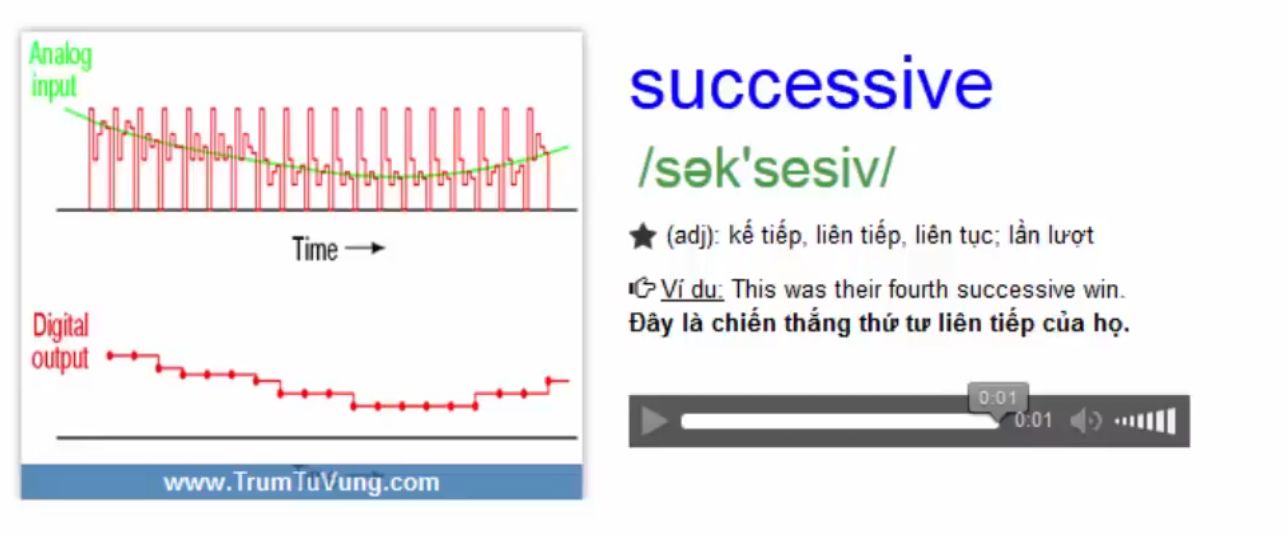 Analog
input
Time
Digital
output
www.TrumTuVung.com
successive
/sək'sesiv/
(adj): kế tiếp, liên tiếp, liên tục; lần lượt
Ví dụ: This was their fourth successive win.
Đây là chiến thắng thứ tư liên tiếp của họ.
0:01
0:01